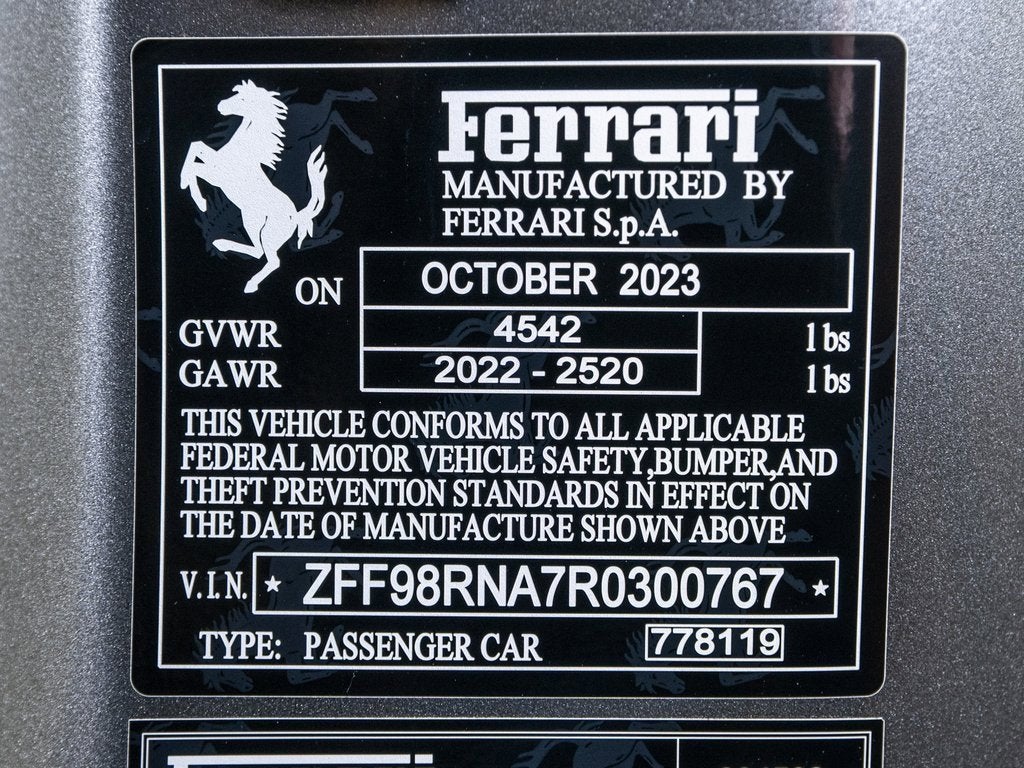 Ferrari
MANUFACTURED BY
FERRARI S.p.A.
ON OCTOBER 2023
GVWR 4542 lbs
GAWR 2022 - 2520 lbs
THIS VEHICLE CONFORMS TO ALL APPLICABLE
FEDERAL MOTOR VEHICLE SAFETY,BUMPER,AND
THEFT PREVENTION STANDARDS IN EFFECT ON
THE DATE OF MANUFACTURE SHOWN ABOVE
V.I.N. ★ ZFF98RNA7R0300767 ★
TYPE: PASSENGER CAR 778119